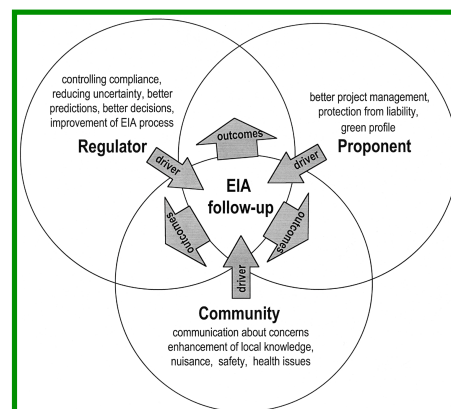 controlling compliance,
reducing uncertainty, better
predictions, better decisions,
improvement of EIA process
Regulator
better project management,
protection from liability,
green profile
Proponent
outcomes
driver
driver
EIA
follow-up
outcomes
outcomes
driver
Community
communication about concerns
enhancement of local knowledge,
nuisance, safety, health issues